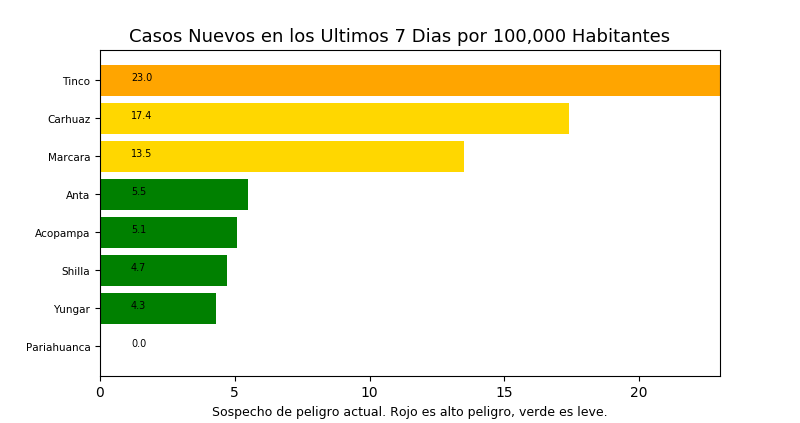 Casos Nuevos en los Ultimos 7 Dias por 100,000 Habitantes
Tinco 23.0
Carhuaz 17.4
Marcara 13.5
Anta 5.5
Acopampa 5.1
Shilla 4.7
Yungar 4.3
Pariahuanca 0.0
0 5 10 15 20
Sospecho de peligro actual. Rojo es alto peligro, verde es leve.